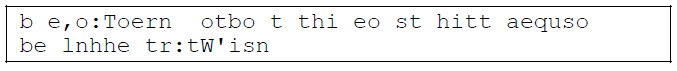 b e,o:Toern  otbo t thi eo st hitt aequso
be lnhhe tr:tW'isn